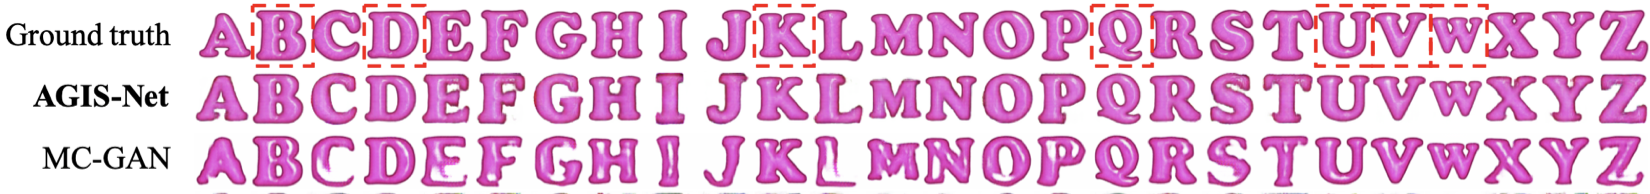 Ground truth ABCDEFGHIJKLMNOPQRSTUVWXYZ
AGIS-Net ABCDEFGHIJKLMNOPQRSTUVWXYZ
MC-GAN ABCDEFGHIJKLMNOPQRSTUVWXYZ